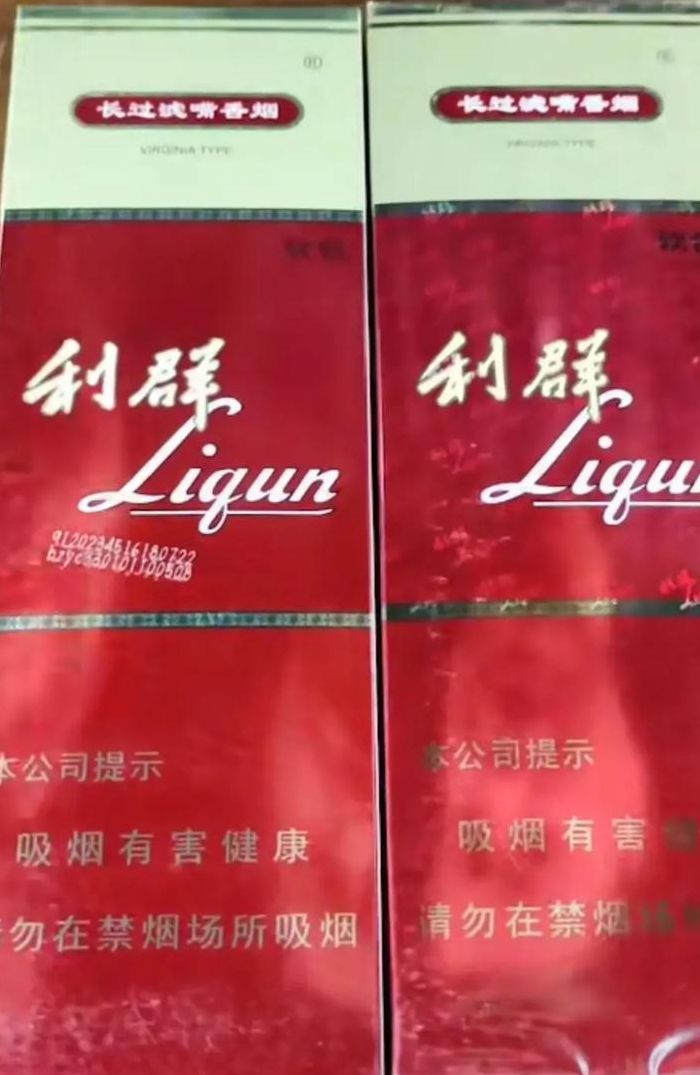 长过滤嘴香烟
VIRGINIA TYPE
利群
Liqun
本公司提示
吸烟有害健康
请勿在禁烟场所吸烟
长过滤嘴香烟
VIRGINIA TYPE
利群
本公司提示
吸烟有害
请勿在禁烟